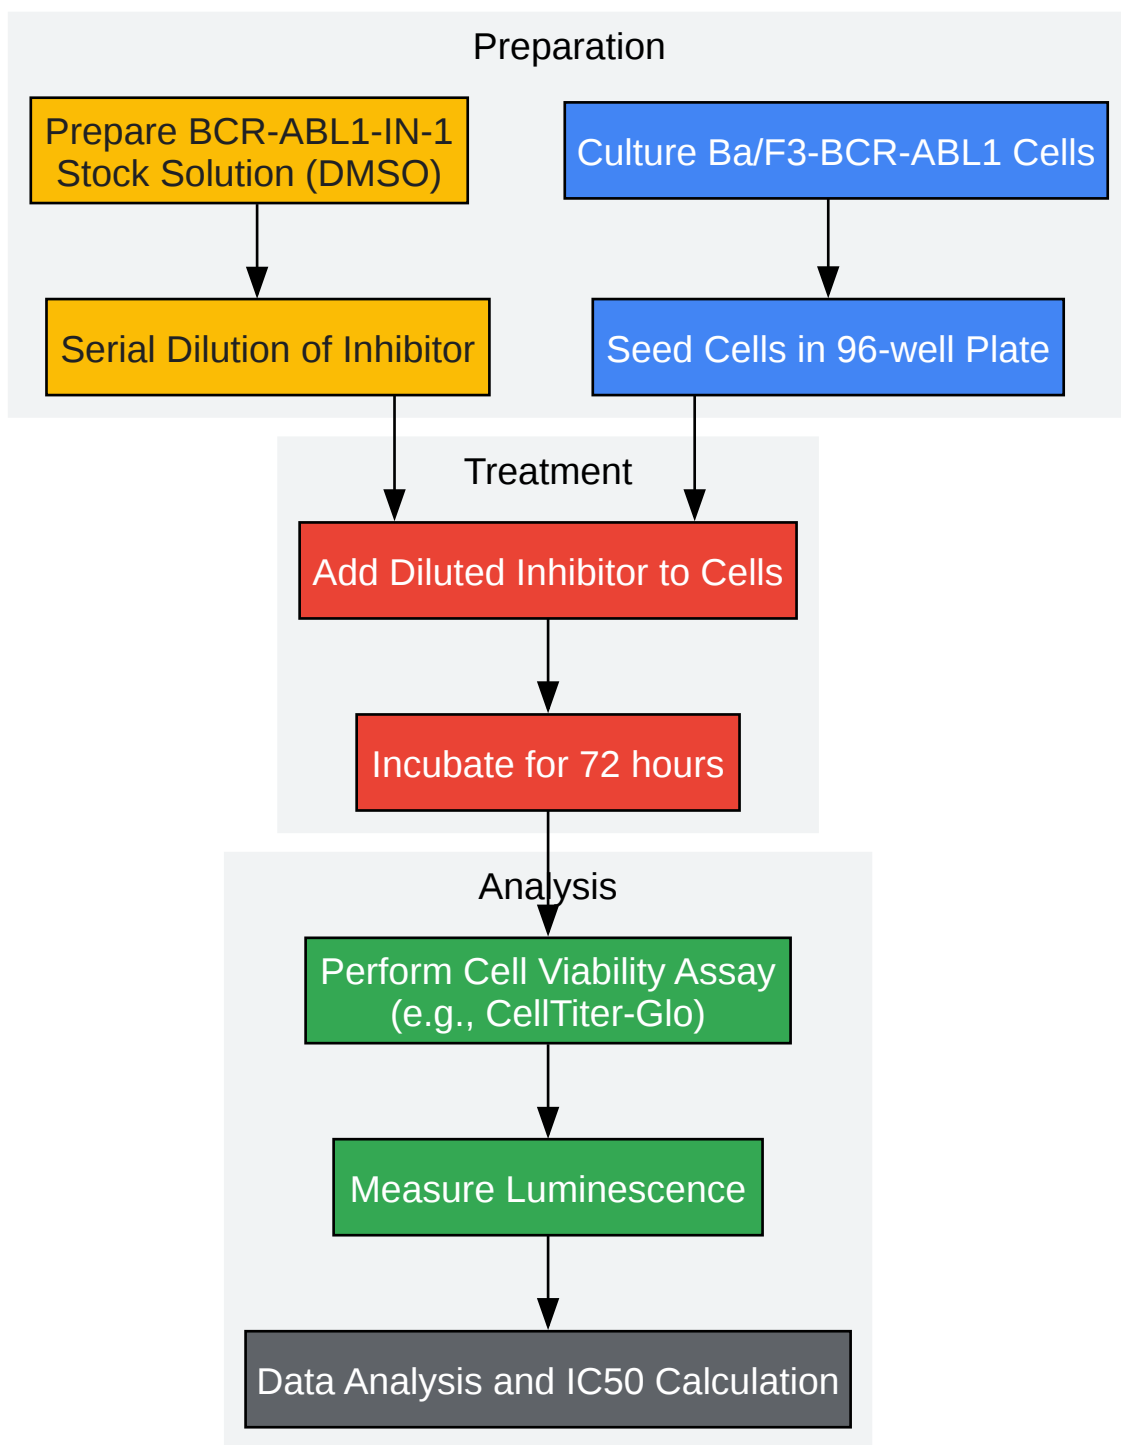 Preparation
Prepare BCR-ABL1-IN-1
Stock Solution (DMSO)
Culture Ba/F3-BCR-ABL1 Cells
Serial Dilution of Inhibitor
Seed Cells in 96-well Plate
Treatment
Add Diluted Inhibitor to Cells
Incubate for 72 hours
Analysis
Perform Cell Viability Assay
(e.g., CellTiter-Glo)
Measure Luminescence
Data Analysis and IC50 Calculation